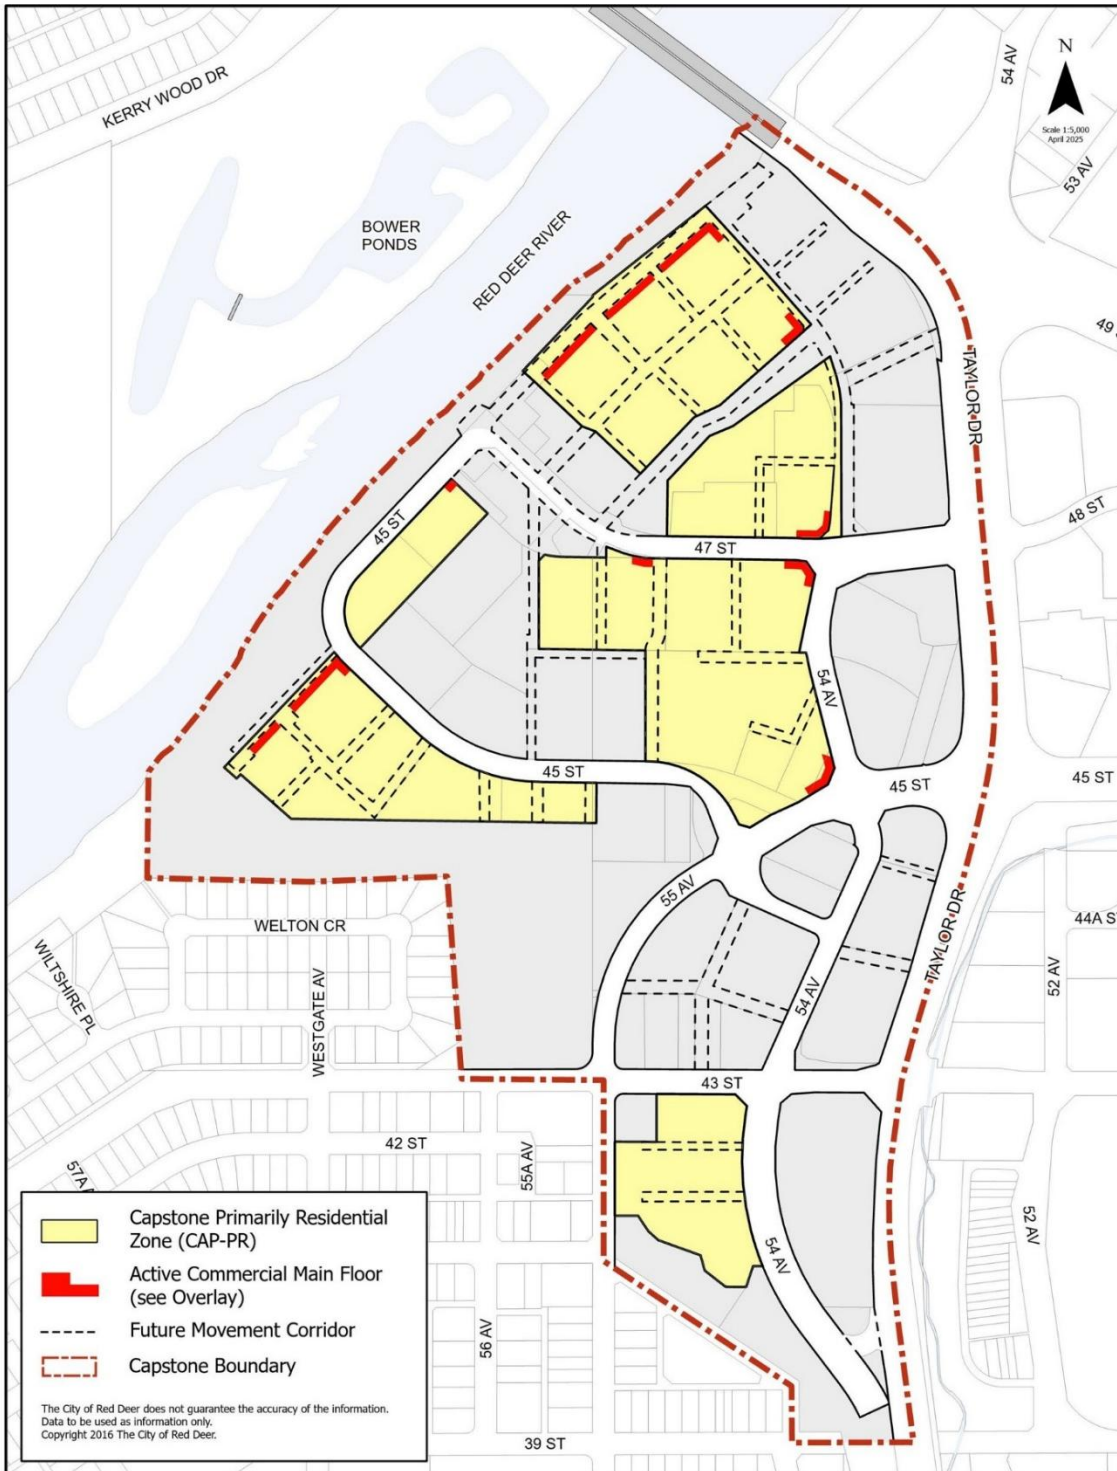 KERRY WOOD DR
54 AV
N
Scale 1:5,000
April 2025
53 AV
BOWER
PONDS
RED DEER RIVER
TAYLOR DR
45 ST
47 ST
48 ST
54 AV
45 ST
45 ST
45 ST
55 AV
WELTON CR
WILTSHIRE PL
WESTGATE AV
54 AV
TAYLOR DR
52 AV
43 ST
42 ST
55A AV
52 AV
54 AV
56 AV
39 ST
Capstone Primarily Residential
Zone (CAP-PR)
Active Commercial Main Floor
(see Overlay)
Future Movement Corridor
Capstone Boundary
The City of Red Deer does not guarantee the accuracy of the information.
Data to be used as information only.
Copyright 2016 The City of Red Deer.